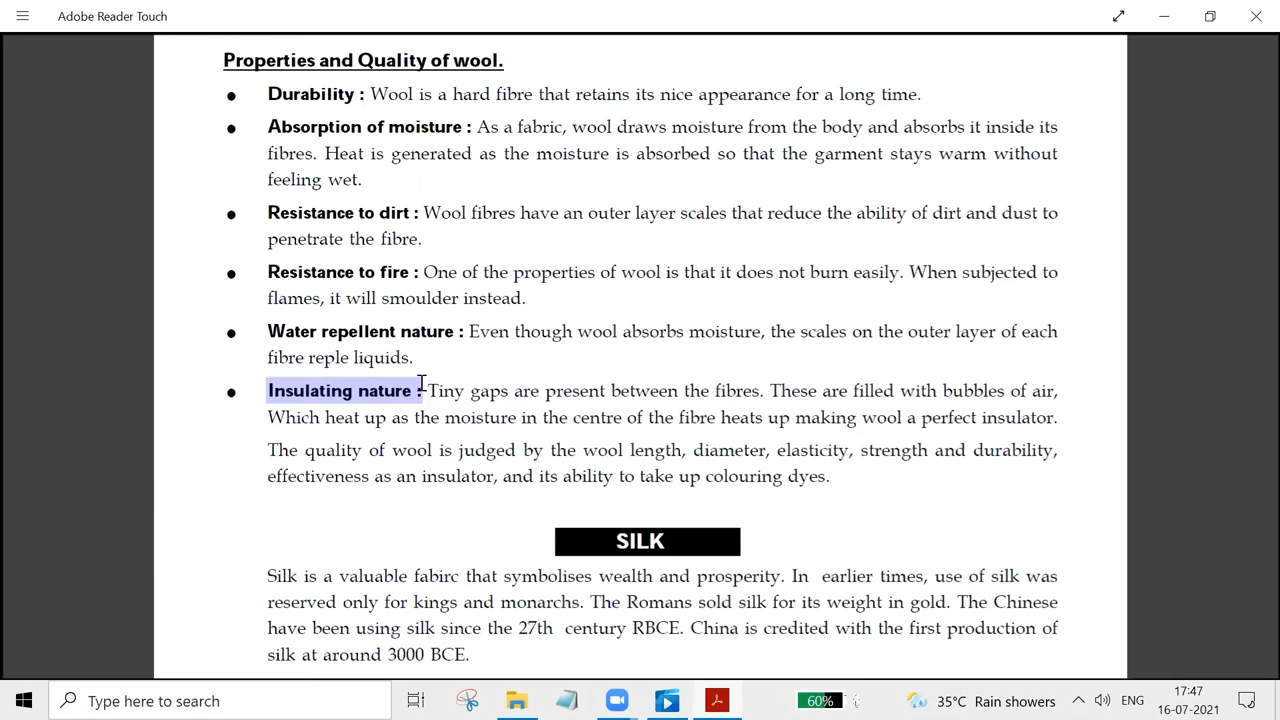 Adobe Reader Touch
Properties and Quality of wool.
● Durability : Wool is a hard fibre that retains its nice appearance for a long time.
● Absorption of moisture : As a fabric, wool draws moisture from the body and absorbs it inside its
fibres. Heat is generated as the moisture is absorbed so that the garment stays warm without
feeling wet.
● Resistance to dirt : Wool fibres have an outer layer scales that reduce the ability of dirt and dust to
penetrate the fibre.
● Resistance to fire : One of the properties of wool is that it does not burn easily. When subjected to
flames, it will smoulder instead.
● Water repellent nature : Even though wool absorbs moisture, the scales on the outer layer of each
fibre reple liquids.
● Insulating nature : Tiny gaps are present between the fibres. These are filled with bubbles of air,
Which heat up as the moisture in the centre of the fibre heats up making wool a perfect insulator.
The quality of wool is judged by the wool length, diameter, elasticity, strength and durability,
effectiveness as an insulator, and its ability to take up colouring dyes.
SILK
Silk is a valuable fabirc that symbolises wealth and prosperity. In earlier times, use of silk was
reserved only for kings and monarchs. The Romans sold silk for its weight in gold. The Chinese
have been using silk since the 27th century RBCE. China is credited with the first production of
silk at around 3000 BCE.
Type here to search
60%
35°C Rain showers
ENG
17:47
16-07-2021